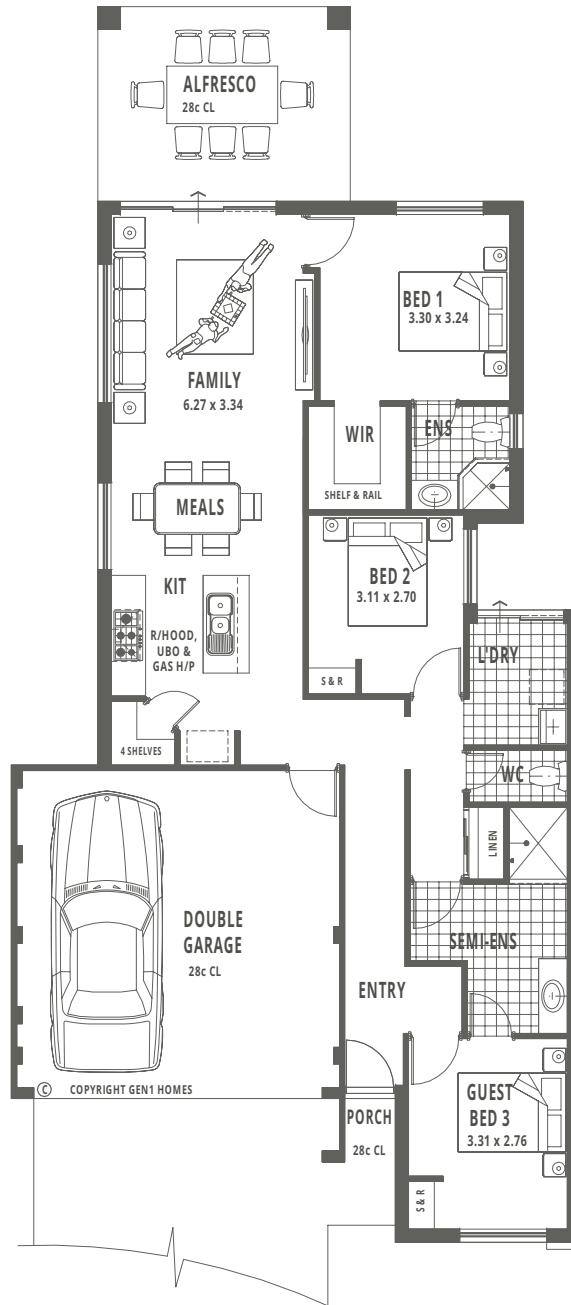 ALFRESCO
28c CL
BED 1
3.30 x 3.24
FAMILY
6.27 x 3.34
WIR
ENS
SHELF & RAIL
MEALS
BED 2
3.11 x 2.70
KIT
R/HOOD,
UBO &
GAS H/P
L'DRY
S & R
4 SHELVES
WC
LINEN
DOUBLE
GARAGE
28c CL
SEMI-ENS
ENTRY
© COPYRIGHT GEN1 HOMES
PORCH
28c CL
GUEST
BED 3
3.31 x 2.76
S & R